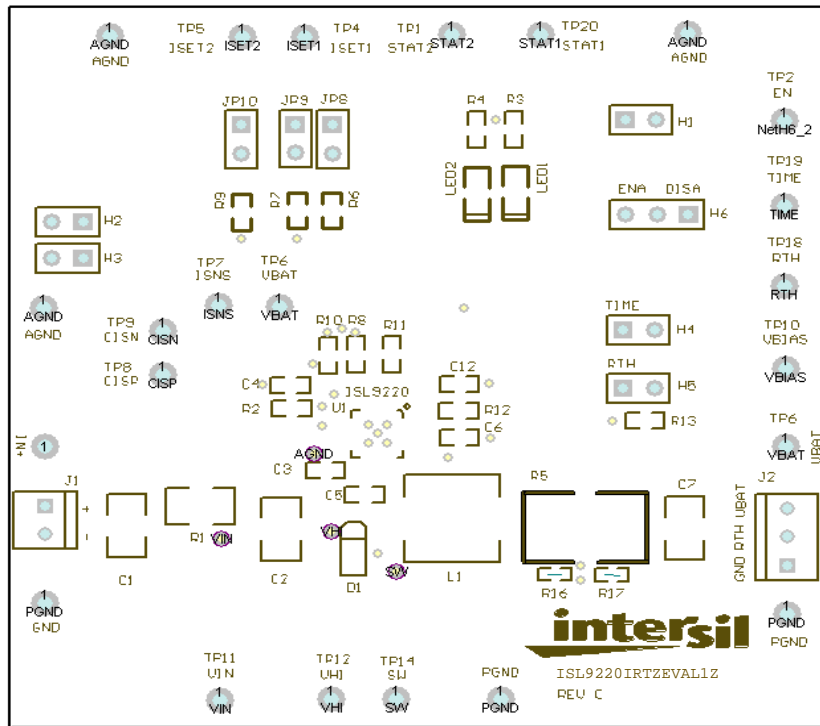 TP5 ISET2
1 ISET2
1 ISET1
TP4 ISET1
TP1 STAT2
1 STAT2
1 STAT1
TP20 STAT1
1 AGND
AGND
1 AGND
AGND
TP2
EN
1
NetH6_2
JP10
JP9
JP8
R4
R3
H1
TP19
TIME
1
TIME
R9
R7
R6
LED2
LED1
ENA DISA
H6
H2
H3
TP18
RTH
1
RTH
TP7
ISNS
1
ISNS
TP6
VBAT
1
VBAT
1
AGND
AGND
TP9
CISN
1
CISN
TP8
CISP
1
CISP
R10
R8
R11
TIME
H4
TP10
VBIAS
1
VBIAS
C4
R2
ISL9220
U1
C12
R12
C6
RTH
H5
R13
TP6
1
VBAT
VBAT
+NI
1
AGND
C3
C5
J1
+
-
C1
R1
VIN
C2
VHI
D1
SW
L1
R5
C7
J2
GND RTH VBAT
R16
R17
1
PGND
GND
1
PGND
PGND
intersil
ISL9220IRTZEVAL1Z
REV C
TP11
VIN
1
VIN
TP12
VHI
1
VHI
TP14
SW
1
SW
PGND
1
PGND